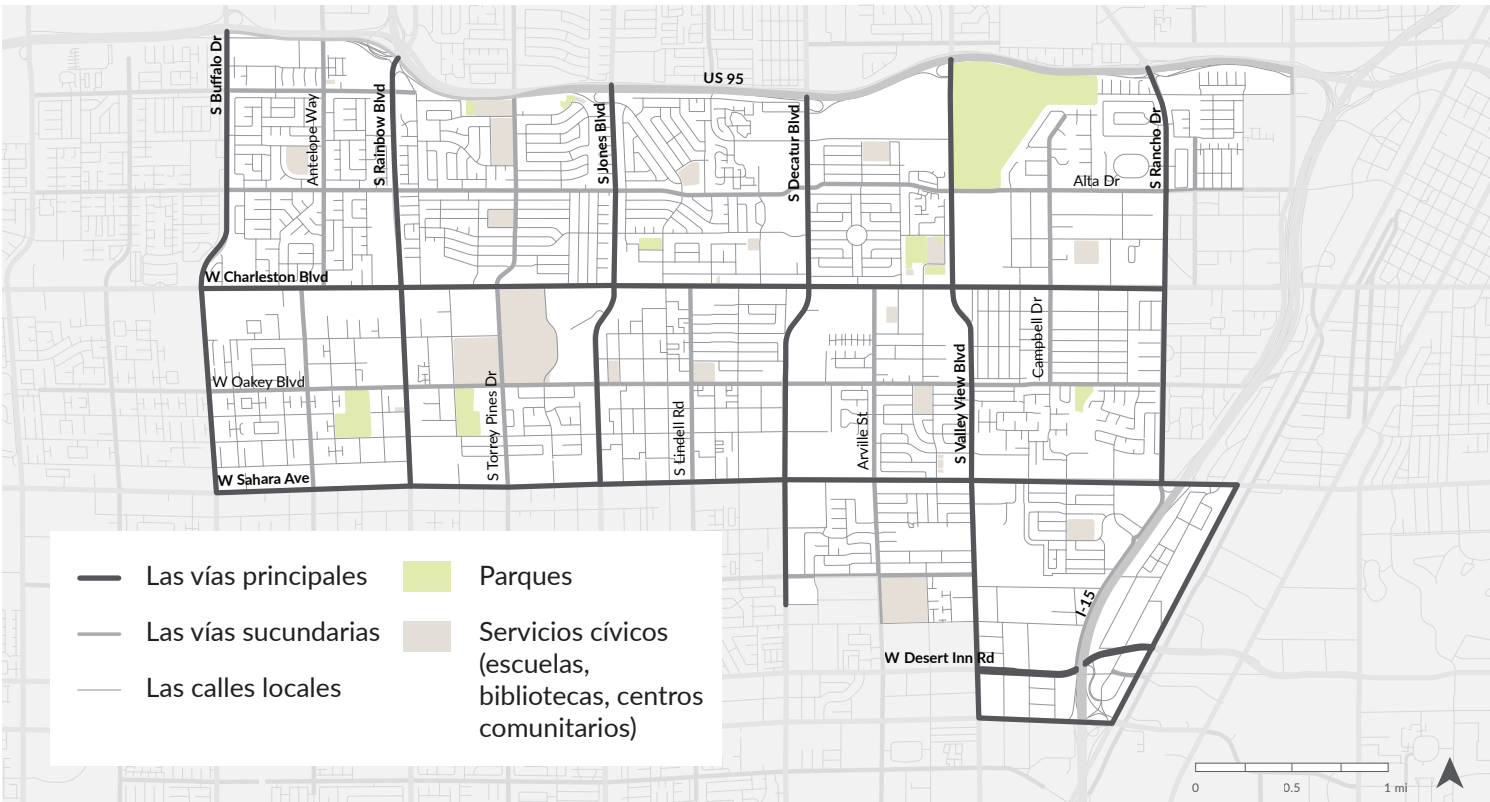 US 95
S Buffalo Dr
Antelope Way
S Rainbow Blvd
S Jones Blvd
S Decatur Blvd
S Rancho Dr
Alta Dr
W Charleston Blvd
W Oakey Blvd
S Torrey Pines Dr
S Lindell Rd
Arville St
S Valley View Blvd
Campbell Dr
W Sahara Ave
I-15
W Desert Inn Rd
Las vías principales
Las vías sucundarias
Las calles locales
Parques
Servicios cívicos
(escuelas,
bibliotecas, centros
comunitarios)
0 0.5 1 mi